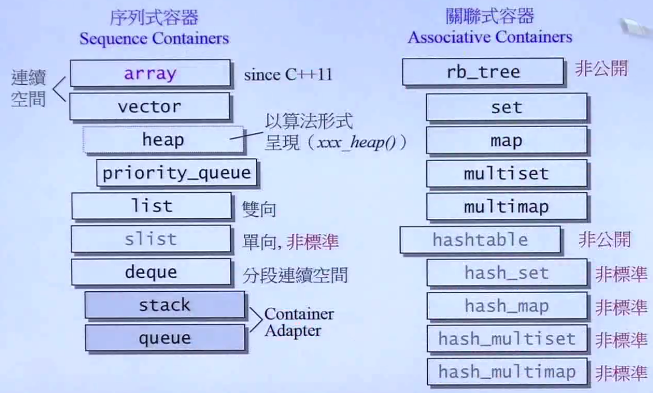 序列式容器
Sequence Containers
連續
空間
array
since C++11
vector
heap
以算法形式
呈現（xxx_heap()）
priority_queue
list
雙向
slist
單向, 非標準
deque
分段連續空間
stack
queue
Container
Adapter
關聯式容器
Associative Containers
rb_tree
非公開
set
map
multiset
multimap
hashtable
非公開
hash_set
非標準
hash_map
非標準
hash_multiset
非標準
hash_multimap
非標準